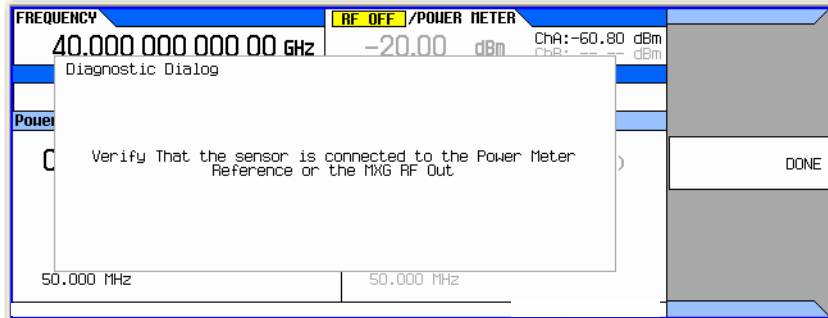 FREQUENCY
RF OFF /POWER METER
40.000 000 000 00 GHz
-20.00 dBm
ChA:-60.80 dBm
ChB: -- -- dBm
Diagnostic Dialog
Verify That the sensor is connected to the Power Meter
Reference or the MXG RF Out
DONE
50.000 MHz
50.000 MHz